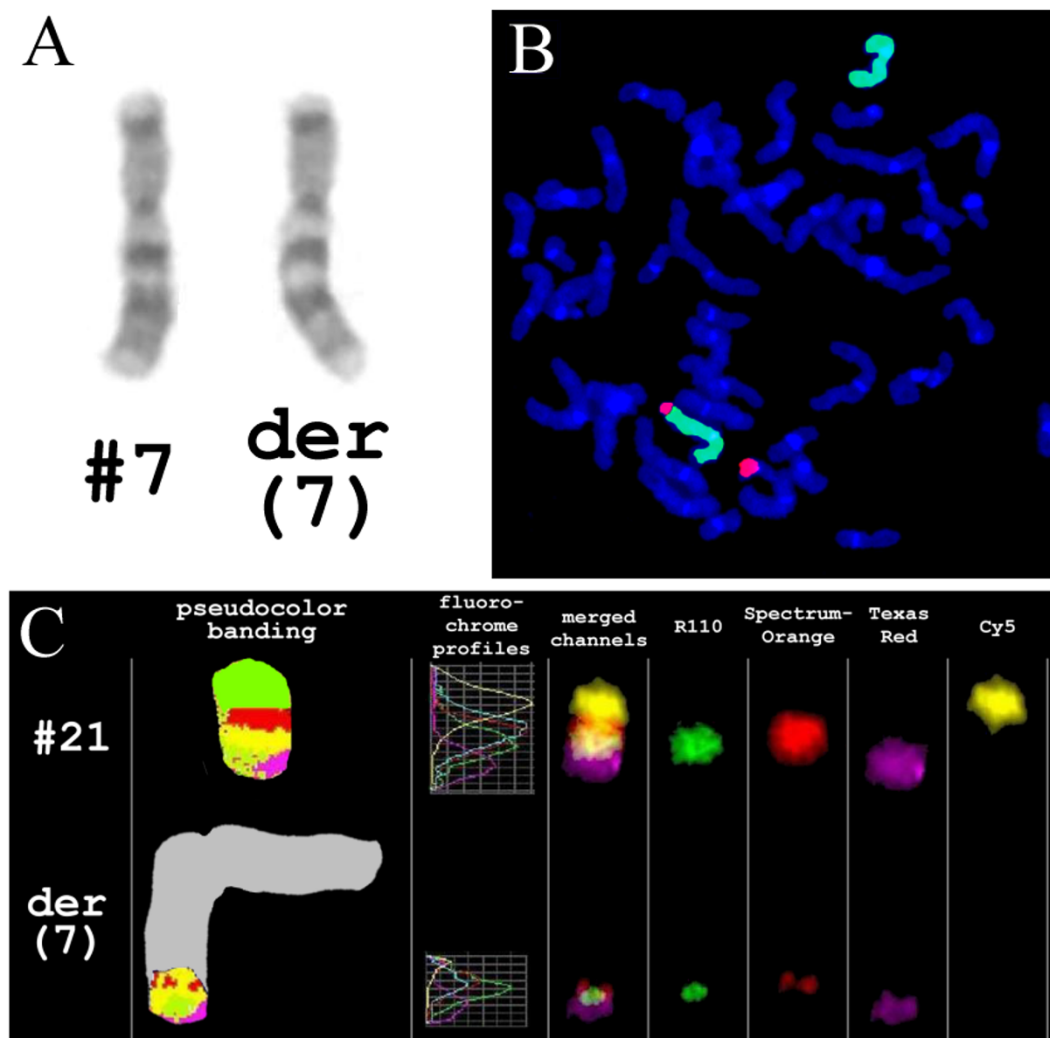 A
B
#7
der
(7)
C
pseudocolor
banding
fluoro-
chrome
profiles
merged
channels
R110
Spectrum-
Orange
Texas
Red
Cy5
#21
der
(7)